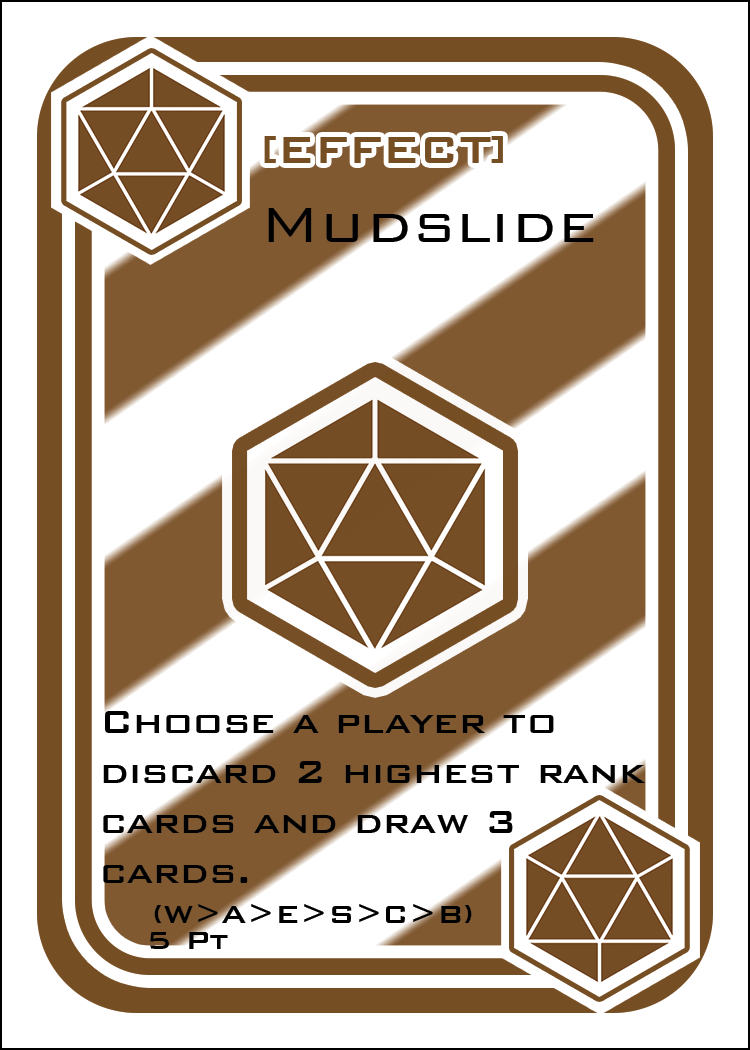 [EFFECT]
Mudslide
Choose a player to
discard 2 highest rank
cards and draw 3
cards.
(W>A>E>S>C>B)
5 Pt